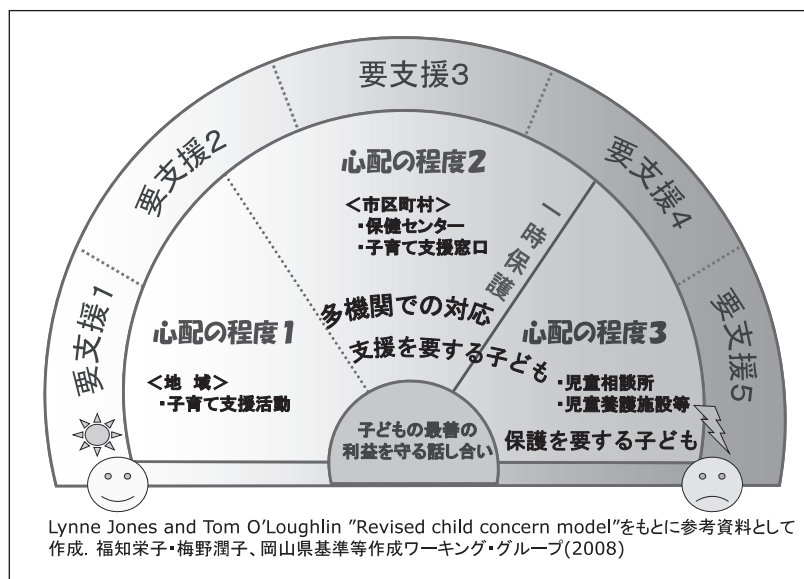 要支援1
要支援2
要支援3
要支援4
要支援5
心配の程度1
<地 域>
・子育て支援活動
心配の程度2
<市区町村>
・保健センター
・子育て支援窓口
一時保護
多機関での対応
支援を要する子ども
心配の程度3
・児童相談所
・児童養護施設等
保護を要する子ども
子どもの最善の
利益を守る話し合い
Lynne Jones and Tom O'Loughlin "Revised child concern model"をもとに参考資料として
作成. 福知栄子・梅野潤子、岡山県基準等作成ワーキング・グループ(2008)